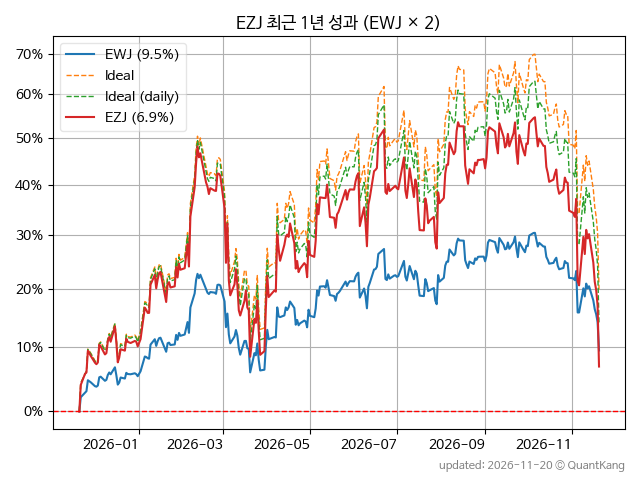 EZJ 최근 1년 성과 (EWJ × 2)
EWJ (9.5%)
Ideal
Ideal (daily)
EZJ (6.9%)
70%
60%
50%
40%
30%
20%
10%
0%
2026-01
2026-03
2026-05
2026-07
2026-09
2026-11
updated: 2026-11-20 © QuantKang